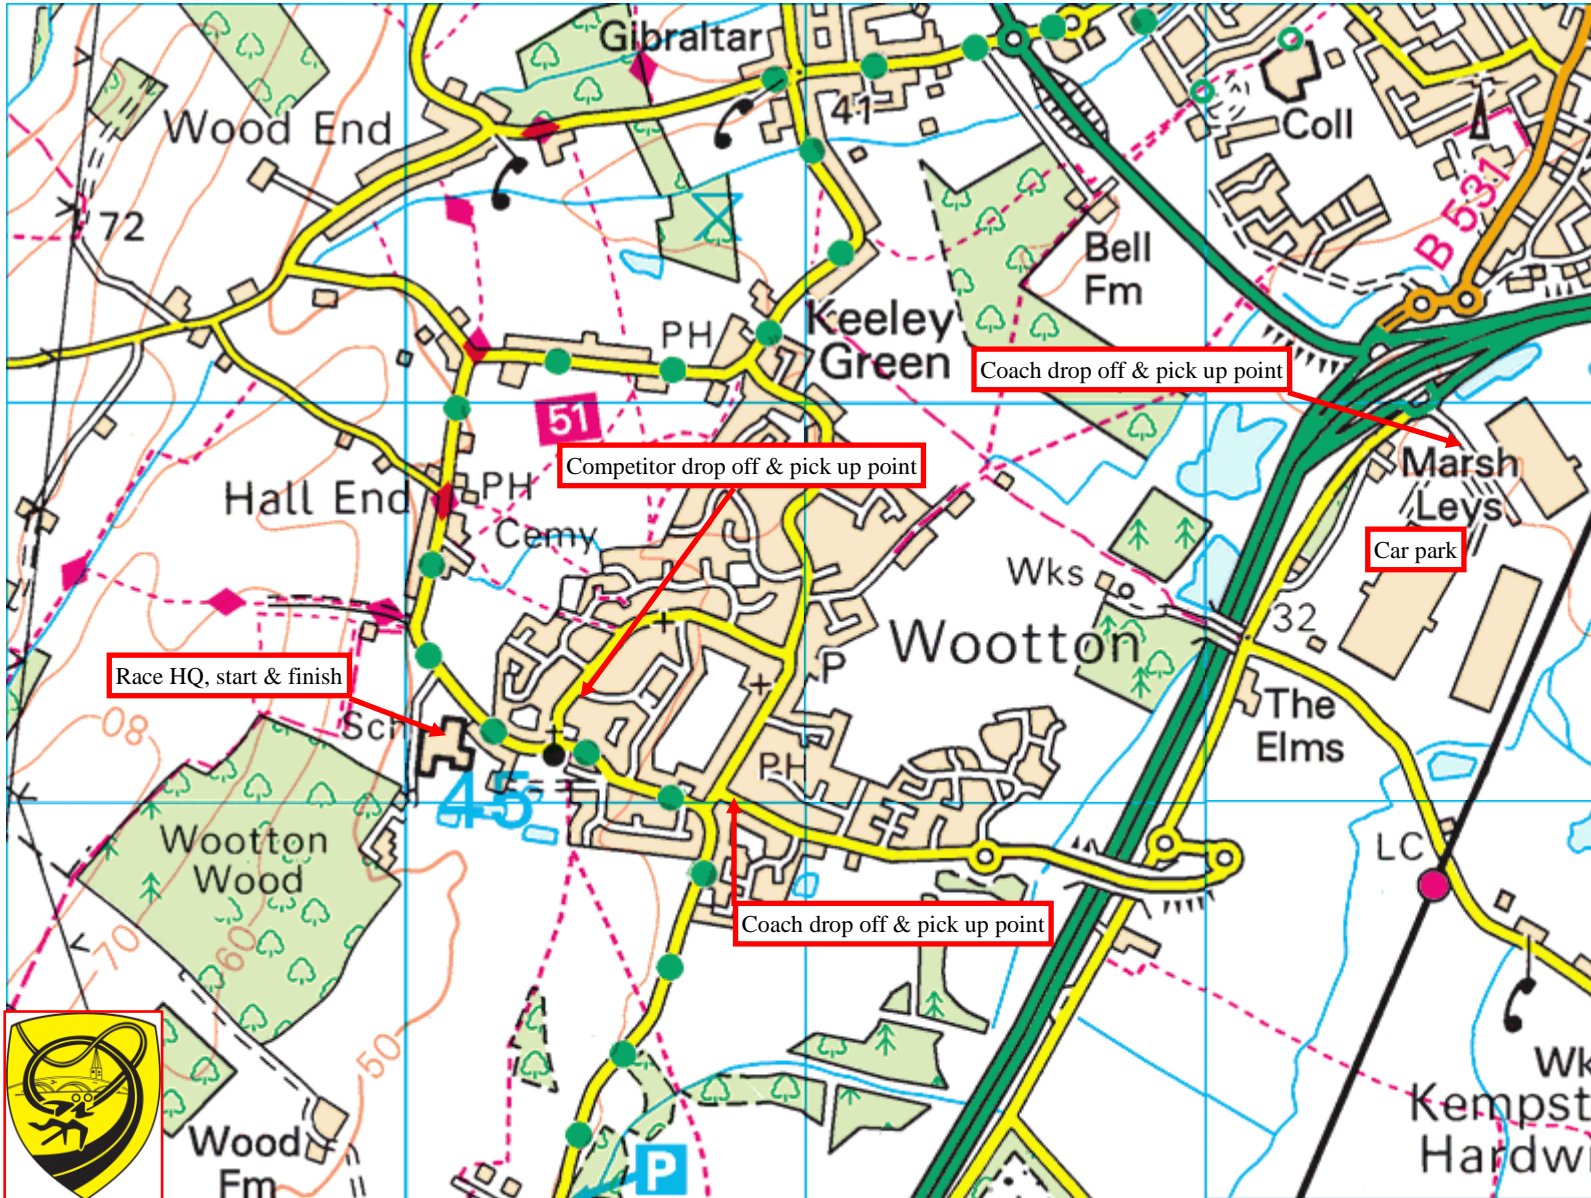 Gibraltar
41
Wood End
Coll
B 531
72
Bell
Fm
PH
Keeley
Green
Coach drop off & pick up point
51
Competitor drop off & pick up point
Marsh
Leys
Hall End
PH
Cemy
Car park
Wks
32
Wootton
P
Race HQ, start & finish
The
Elms
Sch
08
PH
45
Wootton
Wood
LC
Coach drop off & pick up point
70
60
50
Wood
Fm
P
Wk
Kempst
Hardwi